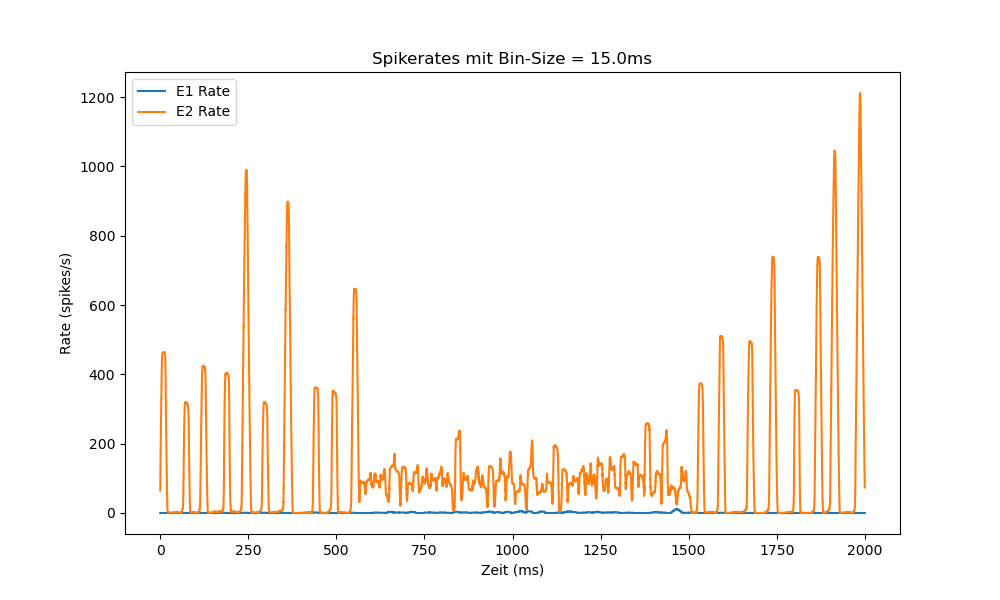 Spikerates mit Bin-Size = 15.0ms
E1 Rate
E2 Rate
1200
1000
800
600
400
200
0
Rate (spikes/s)
0 250 500 750 1000 1250 1500 1750 2000
Zeit (ms)